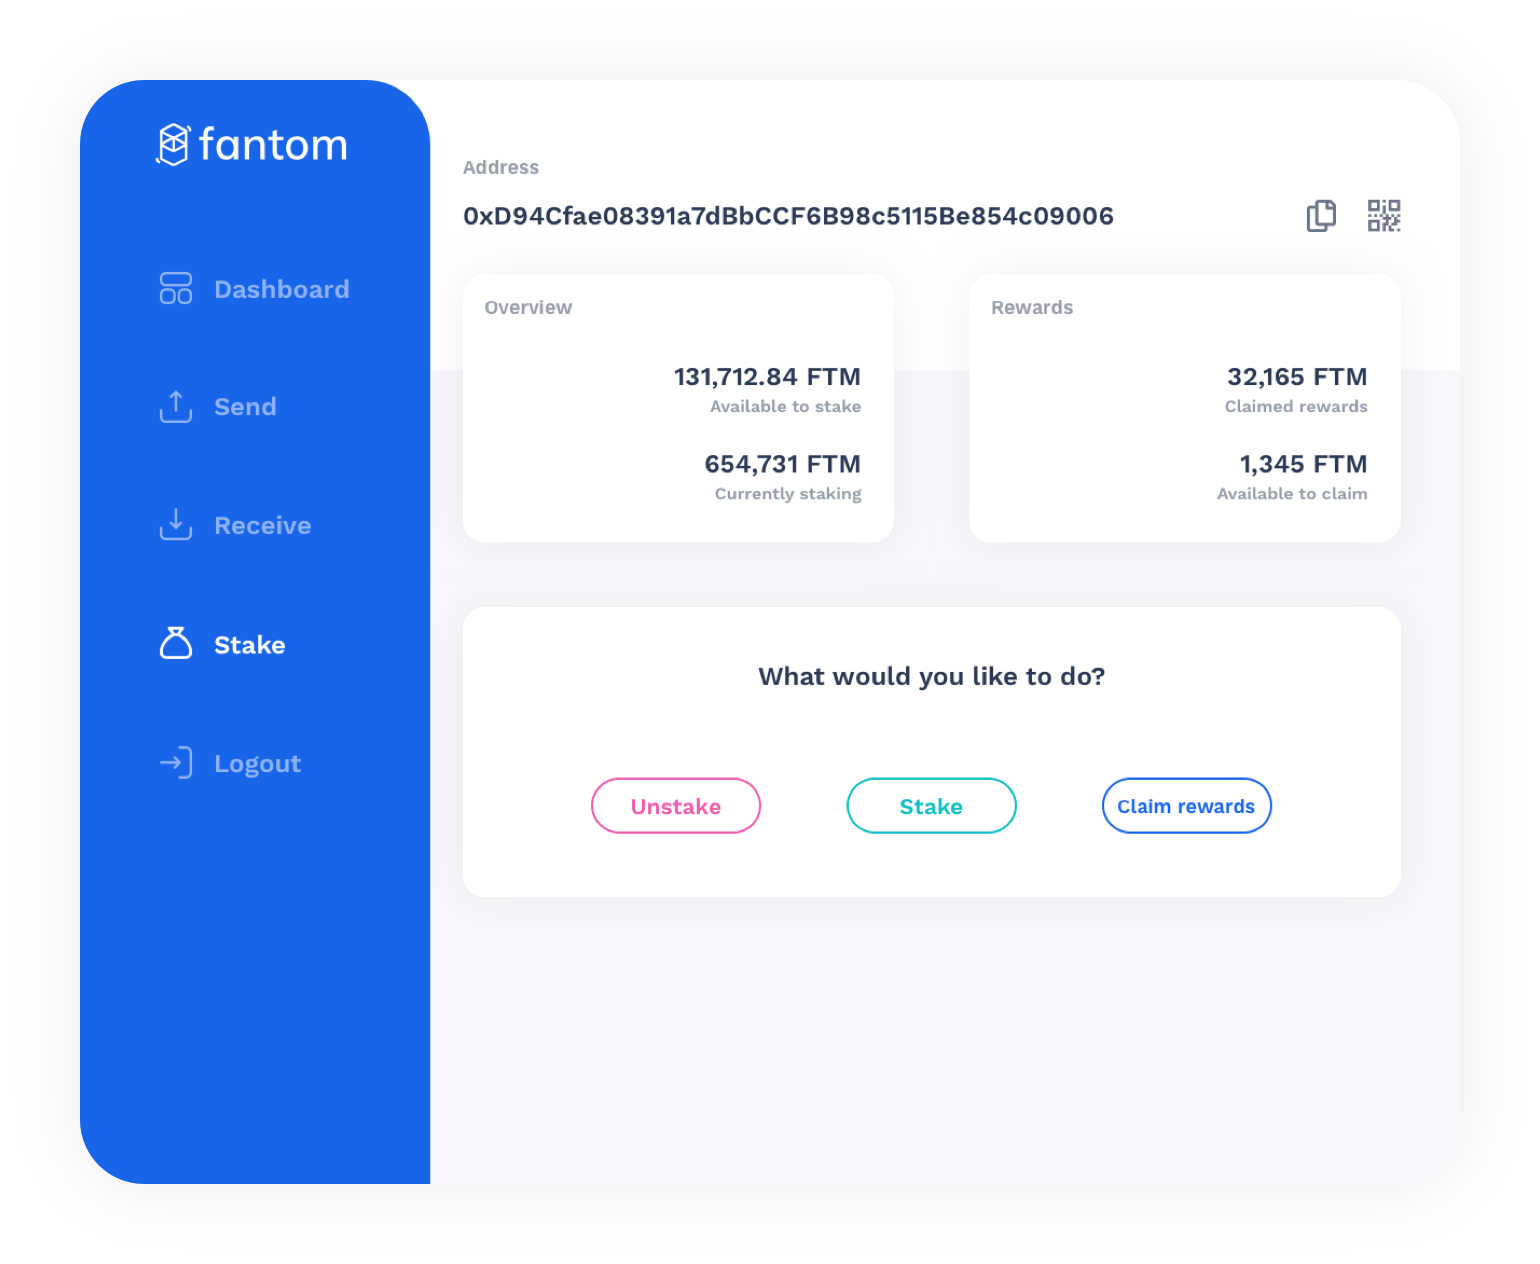 fantom
Dashboard
Send
Receive
Stake
Logout
Address
0xD94Cfae08391a7dBbCCF6B98c5115Be854c09006
Overview
131,712.84 FTM
Available to stake
654,731 FTM
Currently staking
Rewards
32,165 FTM
Claimed rewards
1,345 FTM
Available to claim
What would you like to do?
Unstake
Stake
Claim rewards